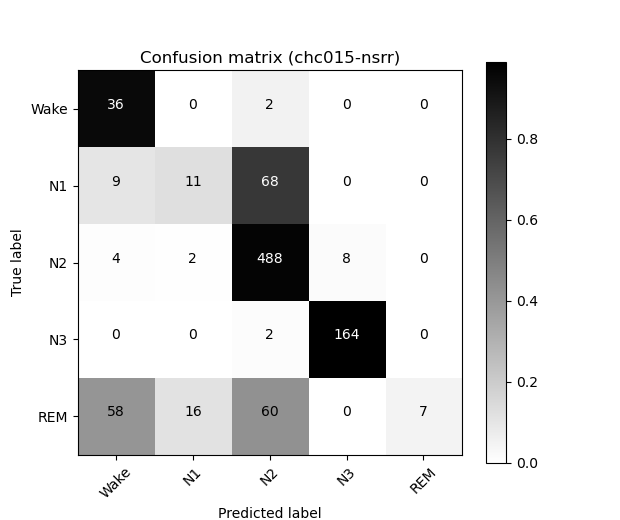 Confusion matrix (chc015-nsrr)
Wake 36 0 2 0 0
N1 9 11 68 0 0
N2 4 2 488 8 0
N3 0 0 2 164 0
REM 58 16 60 0 7
Wake N1 N2 N3 REM
Predicted label
True label
0.8
0.6
0.4
0.2
0.0